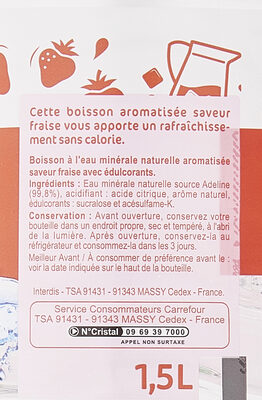 Cette boisson aromatisée saveur
fraise vous apporte un rafraîchisse-
ment sans calorie.
Boisson à l'eau minérale naturelle aromatisée
saveur fraise avec édulcorants.
Ingrédients : Eau minérale naturelle source Adeline
(99,8%), acidifiant : acide citrique, arôme naturel,
édulcorants : sucralose et acésulfame-K.
Conservation : Avant ouverture, conservez votre
bouteille dans un endroit propre, sec et tempéré, à l'abri
de la lumière. Après ouverture, conservez-la au
réfrigérateur et consommez-la dans les 3 jours.
Meilleur Avant / À consommer de préférence avant le :
voir la date indiquée sur le haut de la bouteille.
Interdis - TSA 91431 - 91343 MASSY Cedex - France.
Service Consommateurs Carrefour
TSA 91431 - 91343 MASSY Cedex - France
N°Cristal 09 69 39 7000
APPEL NON SURTAXE
1,5L